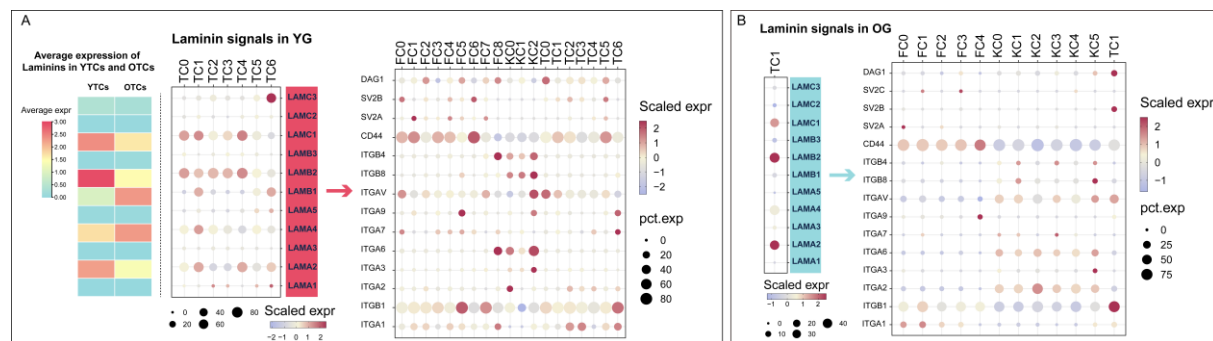 A
Laminin signals in YG
Average expression of
Laminins in YTCs and OTCs
YTCs OTCs
Average expr
3.00
2.50
2.00
1.50
1.00
0.50
0.00
TC0 TC1 TC2 TC3 TC4 TC5 TC6
LAMC3
LAMC2
LAMC1
LAMB3
LAMB2
LAMB1
LAMA5
LAMA4
LAMA3
LAMA2
LAMA1
0 40 80
20 60
Scaled expr
-2 -1 0 1 2
FC0 FC1 FC2 FC3 FC4 FC5 FC6 FC7 FC8 KC0 KC1 KC2 TC0 TC1 TC2 TC3 TC4 TC5 TC6
DAG1
SV2B
SV2A
CD44
ITGB4
ITGB8
ITGAV
ITGA9
ITGA7
ITGA6
ITGA3
ITGA2
ITGB1
ITGA1
Scaled expr
2
1
0
-1
-2
pct.exp
0
20
40
60
80
B
Laminin signals in OG
TC1
LAMC3
LAMC2
LAMC1
LAMB3
LAMB2
LAMB1
LAMA5
LAMA4
LAMA3
LAMA2
LAMA1
Scaled expr
-1 0 1 2
0 20 40
10 30
FC0 FC1 FC2 FC3 FC4 KC0 KC1 KC2 KC3 KC4 KC5 TC1
DAG1
SV2C
SV2B
SV2A
CD44
ITGB4
ITGB8
ITGAV
ITGA9
ITGA7
ITGA6
ITGA3
ITGA2
ITGB1
ITGA1
Scaled expr
2
1
0
-1
pct.exp
0
25
50
75